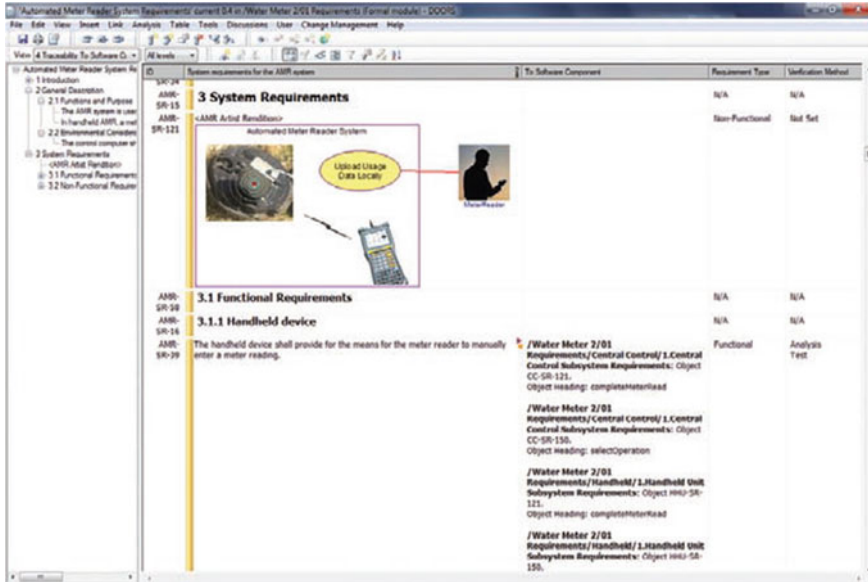 'Automated Meter Reader System Requirements' current 0.4 in /Water Meter 2/01 Requirements (Formal module) - DOORS
File Edit View Insert Link Analysis Table Tools Discussions User Change Management Help
View 4 Traceability To Software C All levels
Automated Meter Reader System Re
1 Introduction
2 General Description
2.1 Functions and Purpose
The AMR system is used
In handheld AMR, a met
2.2 Environmental Consider
The control computer sr
3 System Requirements
<AMR Artist Rendition>
3.1 Functional Requirements
3.2 Non-Functional Require
ID System requirements for the AMR system To Software Component Requirement Type Verification Method
SR-34
AMR-SR-15 3 System Requirements N/A N/A
AMR-SR-121 <AMR Artist Rendition> Non-Functional Not Set
Automated Meter Reader System
Upload Usage
Data Locally
MeterReader
AMR- 3.1 Functional Requirements N/A N/A
AMR-SR-16 3.1.1 Handheld device N/A N/A
AMR- The handheld device shall provide for the means for the meter reader to manually
SR-39 enter a meter reading.
/Water Meter 2/01 Functional Analysis
Requirements/Central Control/1.Central Test
Control Subsystem Requirements: Object
CC-SR-121.
Object Heading: completeMeterRead
/Water Meter 2/01
Requirements/Central Control/1.Central
Control Subsystem Requirements: Object
CC-SR-150.
Object Heading: selectOperation
/Water Meter 2/01
Requirements/Handheld/1.Handheld Unit
Subsystem Requirements: Object HHU-SR-
121.
Object Heading: completeMeterRead
/Water Meter 2/01
Requirements/Handheld/1.Handheld Unit
Subsystem Requirements: Object HHU-SR-
150.